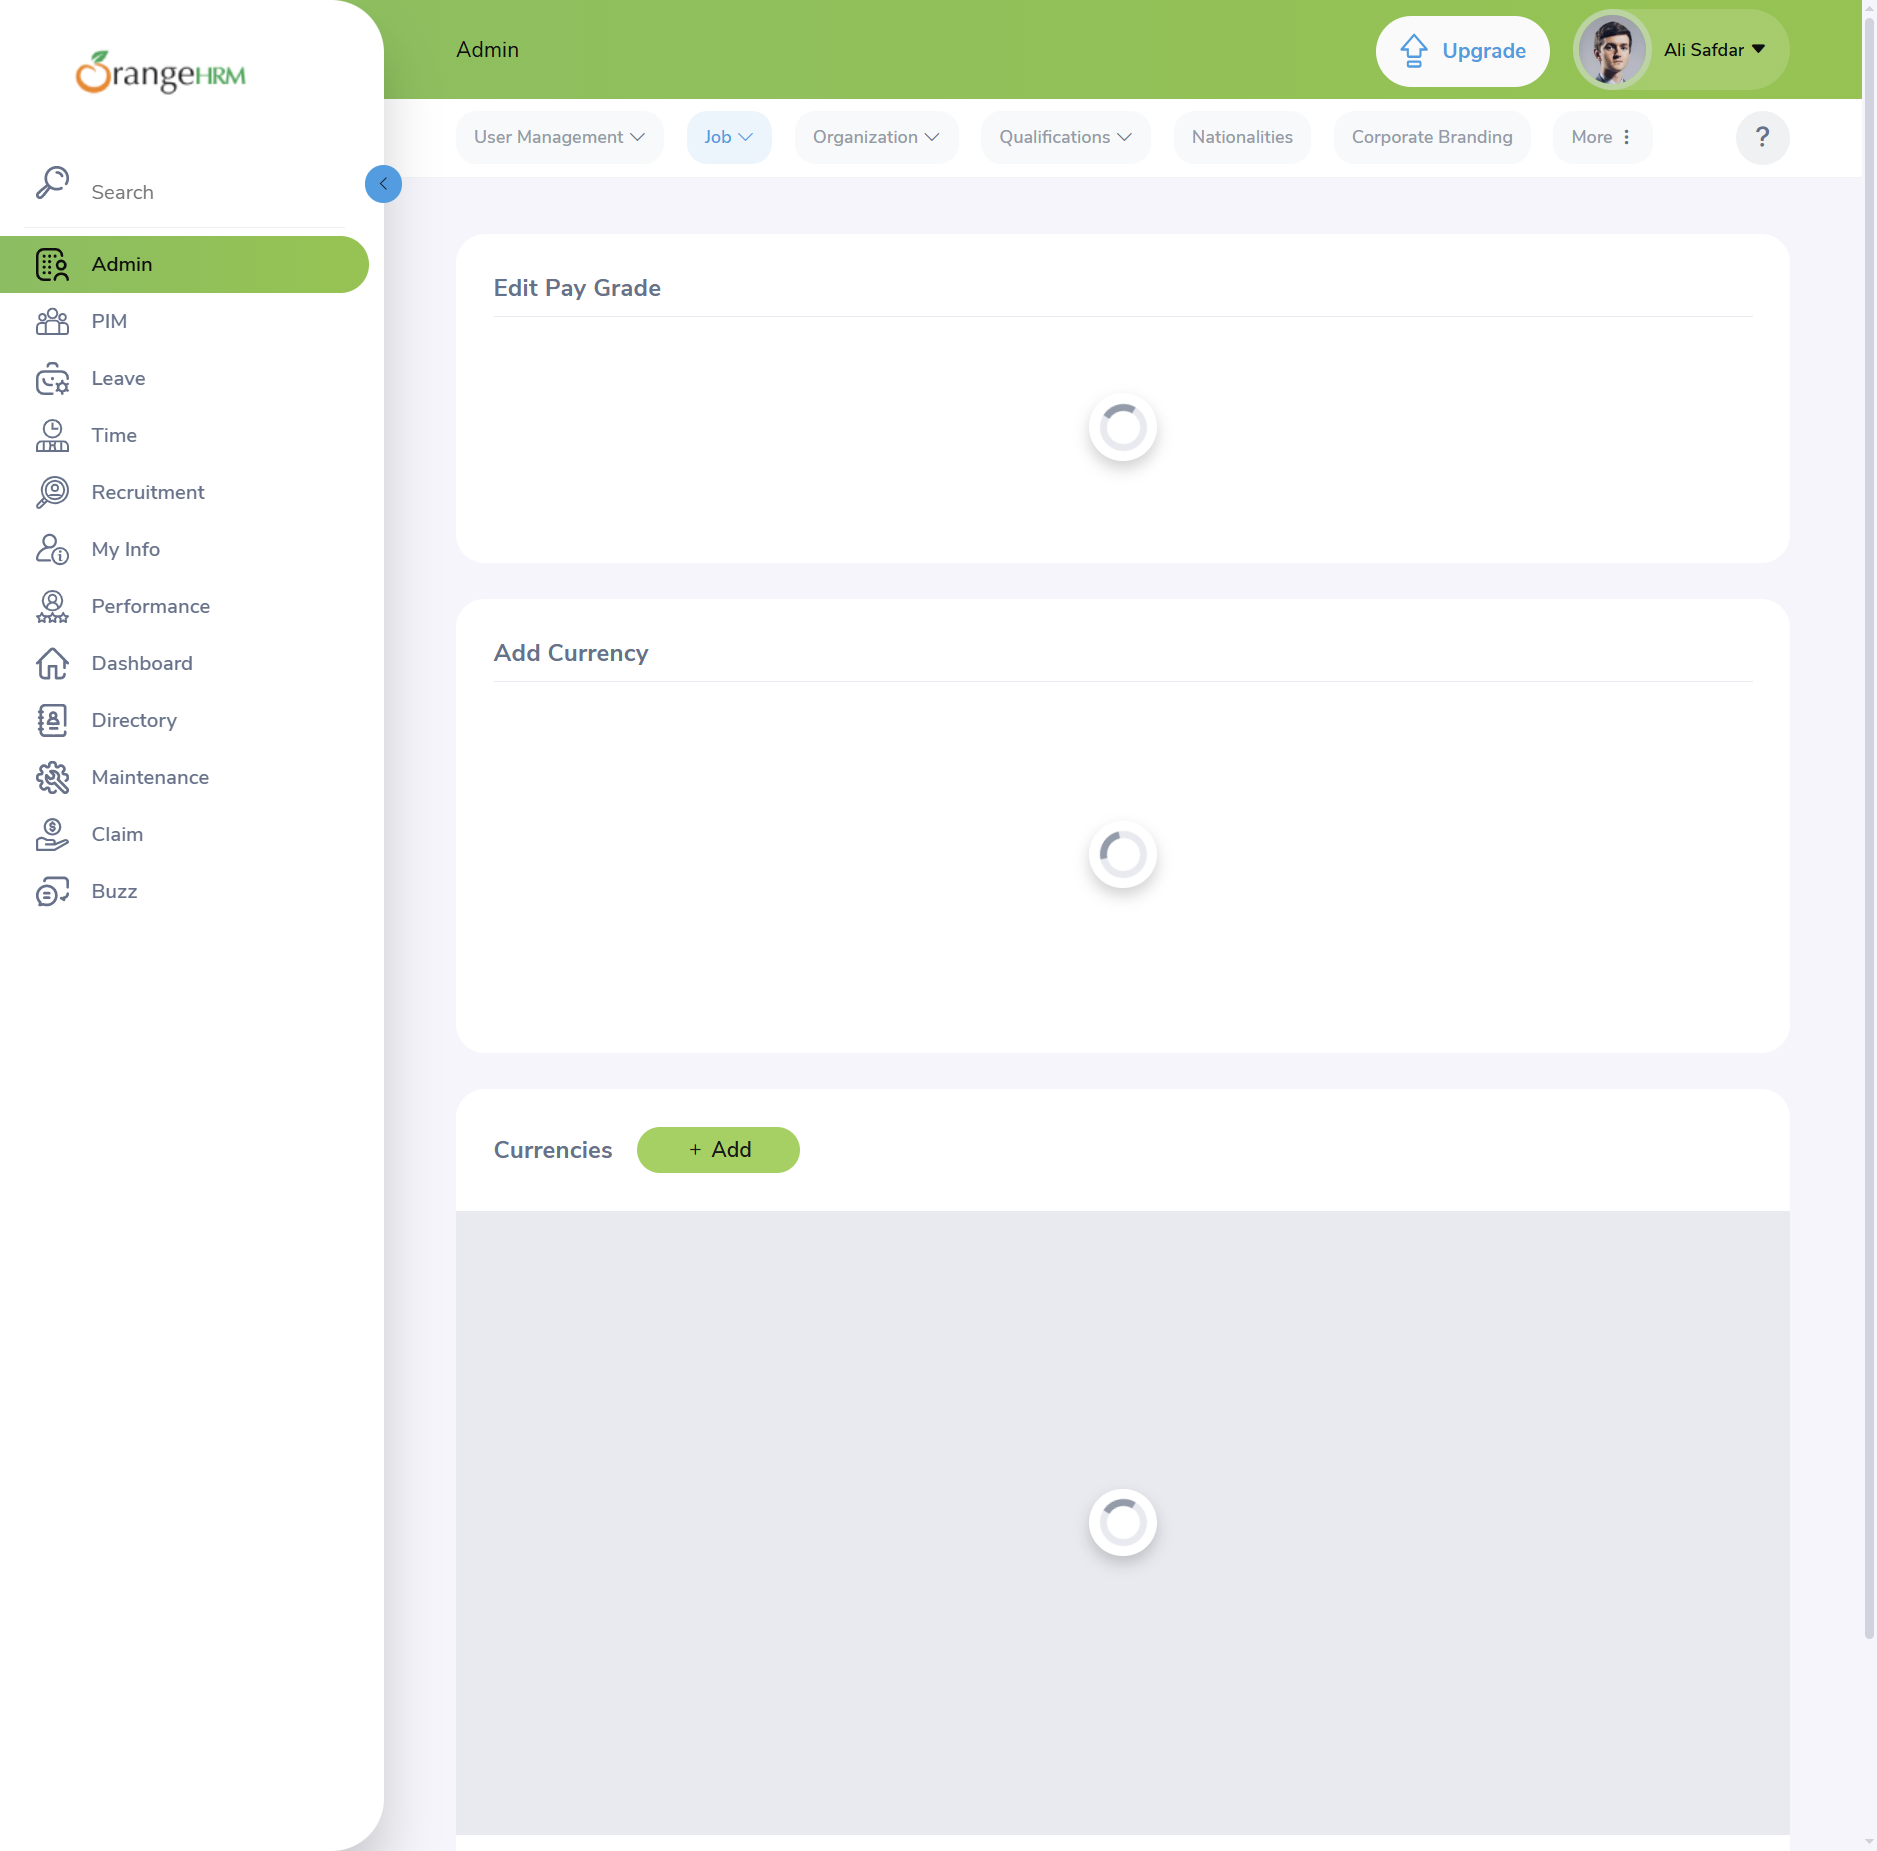 OrangeHRM
Search
Admin
PIM
Leave
Time
Recruitment
My Info
Performance
Dashboard
Directory
Maintenance
Claim
Buzz
Admin
Upgrade
Ali Safdar
User Management
Job
Organization
Qualifications
Nationalities
Corporate Branding
More
?
Edit Pay Grade
Add Currency
Currencies
+ Add